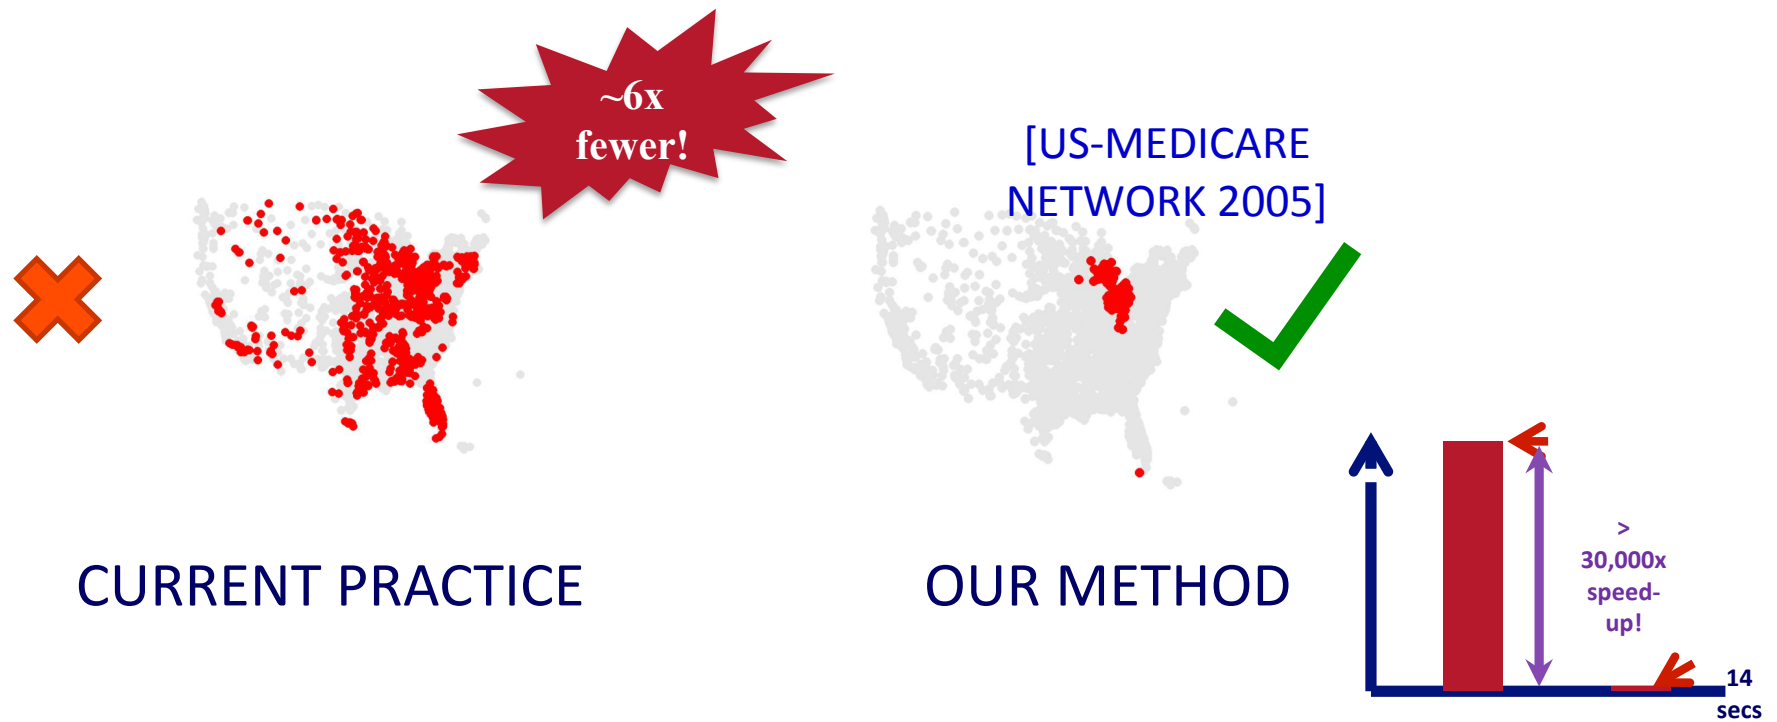 ~6x
fewer!
[US-MEDICARE
NETWORK 2005]
CURRENT PRACTICE
OUR METHOD
>
30,000x
speed-
up!
14
secs